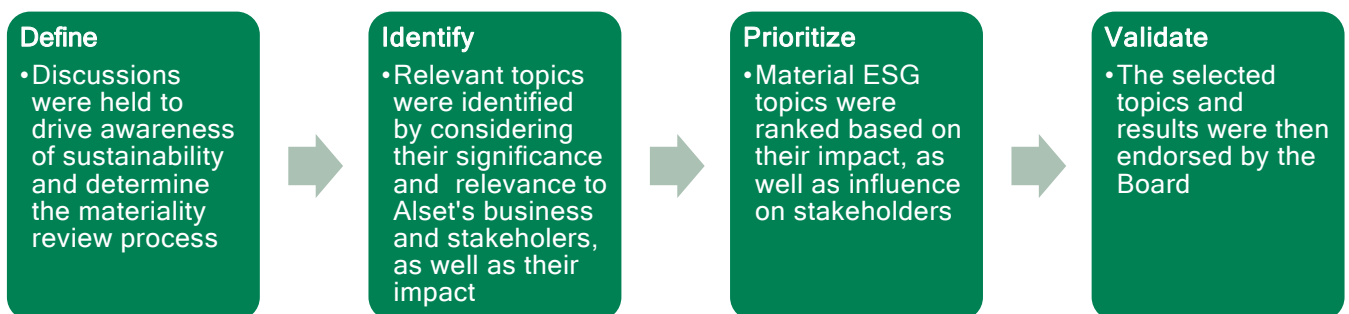 Define
•Discussions
were held to
drive awareness
of sustainability
and determine
the materiality
review process
Identify
•Relevant topics
were identified
by considering
their significance
and relevance to
Alset's business
and stakeholers,
as well as their
impact
Prioritize
•Material ESG
topics were
ranked based on
their impact, as
well as influence
on stakeholders
Validate
•The selected
topics and
results were then
endorsed by the
Board